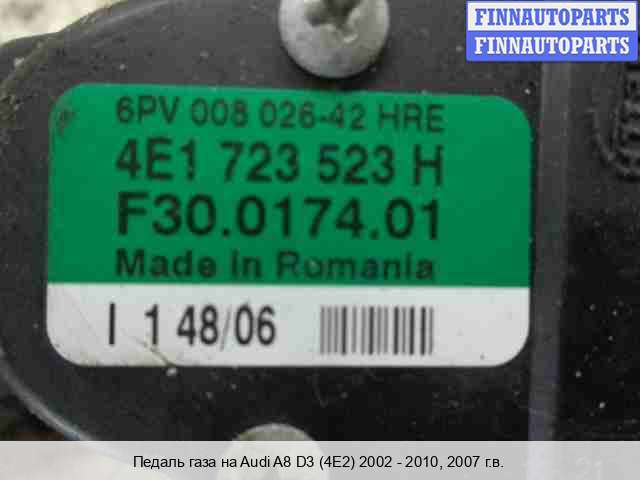 FINNAUTOPARTS
FINNAUTOPARTS
6PV 008 026-42 HRE
4E1 723 523 H
F30.0174.01
Made in Romania
I 1 48/06
Педаль газа на Audi A8 D3 (4E2) 2002 - 2010, 2007 г.в.